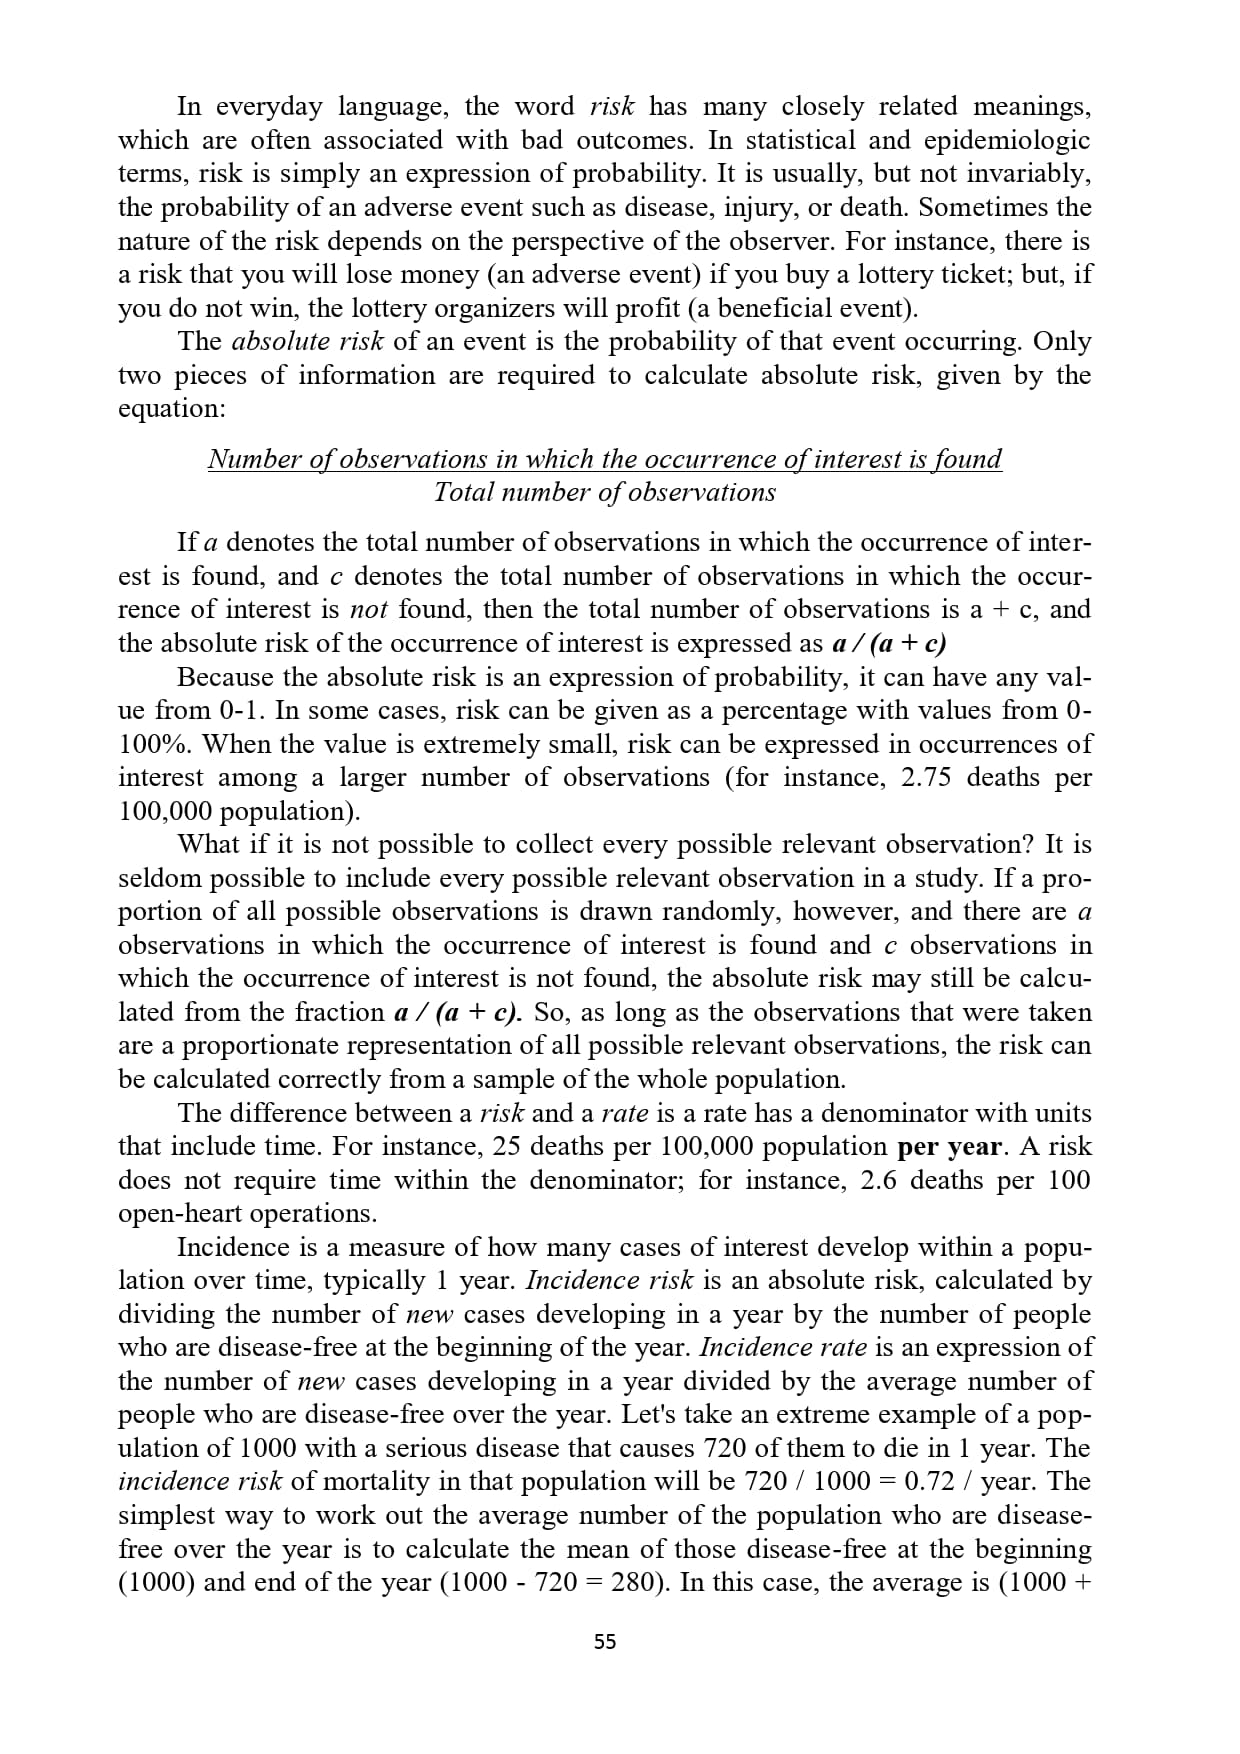 In everyday language, the word risk has many closely related meanings,
which are often associated with bad outcomes. In statistical and epidemiologic
terms, risk is simply an expression of probability. It is usually, but not invariably,
the probability of an adverse event such as disease, injury, or death. Sometimes the
nature of the risk depends on the perspective of the observer. For instance, there is
a risk that you will lose money (an adverse event) if you buy a lottery ticket; but, if
you do not win, the lottery organizers will profit (a beneficial event).
The absolute risk of an event is the probability of that event occurring. Only
two pieces of information are required to calculate absolute risk, given by the
equation:
Number of observations in which the occurrence of interest is found
Total number of observations
If a denotes the total number of observations in which the occurrence of inter-
est is found, and c denotes the total number of observations in which the occur-
rence of interest is not found, then the total number of observations is a + c, and
the absolute risk of the occurrence of interest is expressed as a / (a + c)
Because the absolute risk is an expression of probability, it can have any val-
ue from 0-1. In some cases, risk can be given as a percentage with values from 0-
100%. When the value is extremely small, risk can be expressed in occurrences of
interest among a larger number of observations (for instance, 2.75 deaths per
100,000 population).
What if it is not possible to collect every possible relevant observation? It is
seldom possible to include every possible relevant observation in a study. If a pro-
portion of all possible observations is drawn randomly, however, and there are a
observations in which the occurrence of interest is found and c observations in
which the occurrence of interest is not found, the absolute risk may still be calcu-
lated from the fraction a / (a + c). So, as long as the observations that were taken
are a proportionate representation of all possible relevant observations, the risk can
be calculated correctly from a sample of the whole population.
The difference between a risk and a rate is a rate has a denominator with units
that include time. For instance, 25 deaths per 100,000 population per year. A risk
does not require time within the denominator; for instance, 2.6 deaths per 100
open-heart operations.
Incidence is a measure of how many cases of interest develop within a popu-
lation over time, typically 1 year. Incidence risk is an absolute risk, calculated by
dividing the number of new cases developing in a year by the number of people
who are disease-free at the beginning of the year. Incidence rate is an expression of
the number of new cases developing in a year divided by the average number of
people who are disease-free over the year. Let's take an extreme example of a pop-
ulation of 1000 with a serious disease that causes 720 of them to die in 1 year. The
incidence risk of mortality in that population will be 720 / 1000 = 0.72 / year. The
simplest way to work out the average number of the population who are disease-
free over the year is to calculate the mean of those disease-free at the beginning
(1000) and end of the year (1000 - 720 = 280). In this case, the average is (1000 +
55